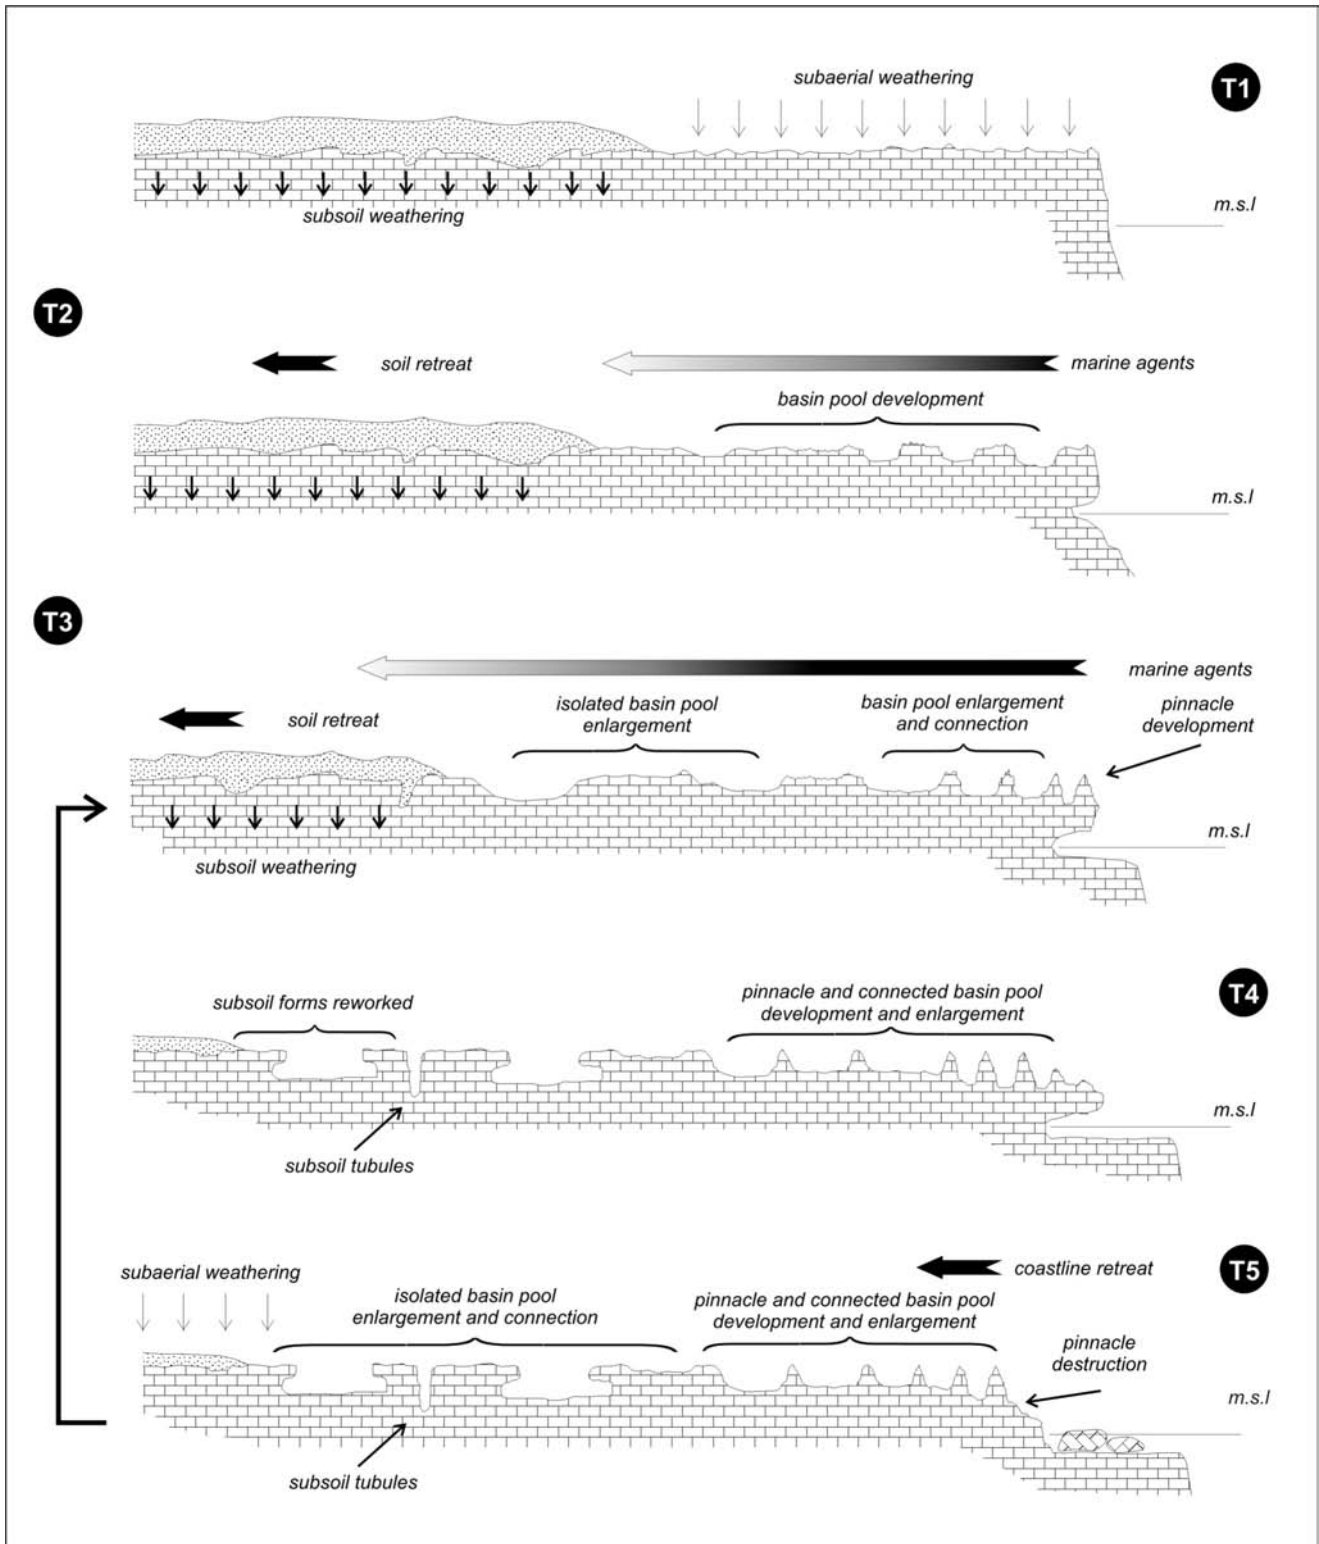 subaerial weathering
T1
subsoil weathering
m.s.l
T2
soil retreat
marine agents
basin pool development
m.s.l
T3
marine agents
soil retreat
isolated basin pool
enlargement
basin pool enlargement
and connection
pinnacle
development
m.s.l
subsoil weathering
T4
subsoil forms reworked
pinnacle and connected basin pool
development and enlargement
m.s.l
subsoil tubules
T5
coastline retreat
subaerial weathering
isolated basin pool
enlargement and connection
pinnacle and connected basin pool
development and enlargement
pinnacle
destruction
m.s.l
subsoil tubules